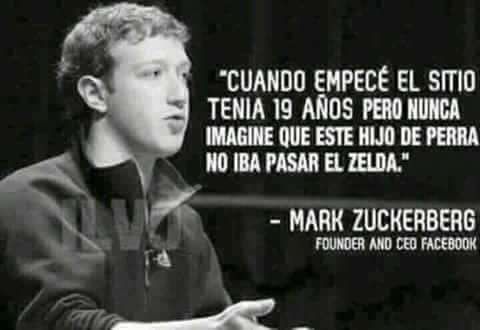 "CUANDO EMPECÉ EL SITIO
TENIA 19 AÑOS PERO NUNCA
IMAGINE QUE ESTE HIJO DE PERRA
NO IBA PASAR EL ZELDA."
- MARK ZUCKERBERG
FOUNDER AND CEO FACEBOOK